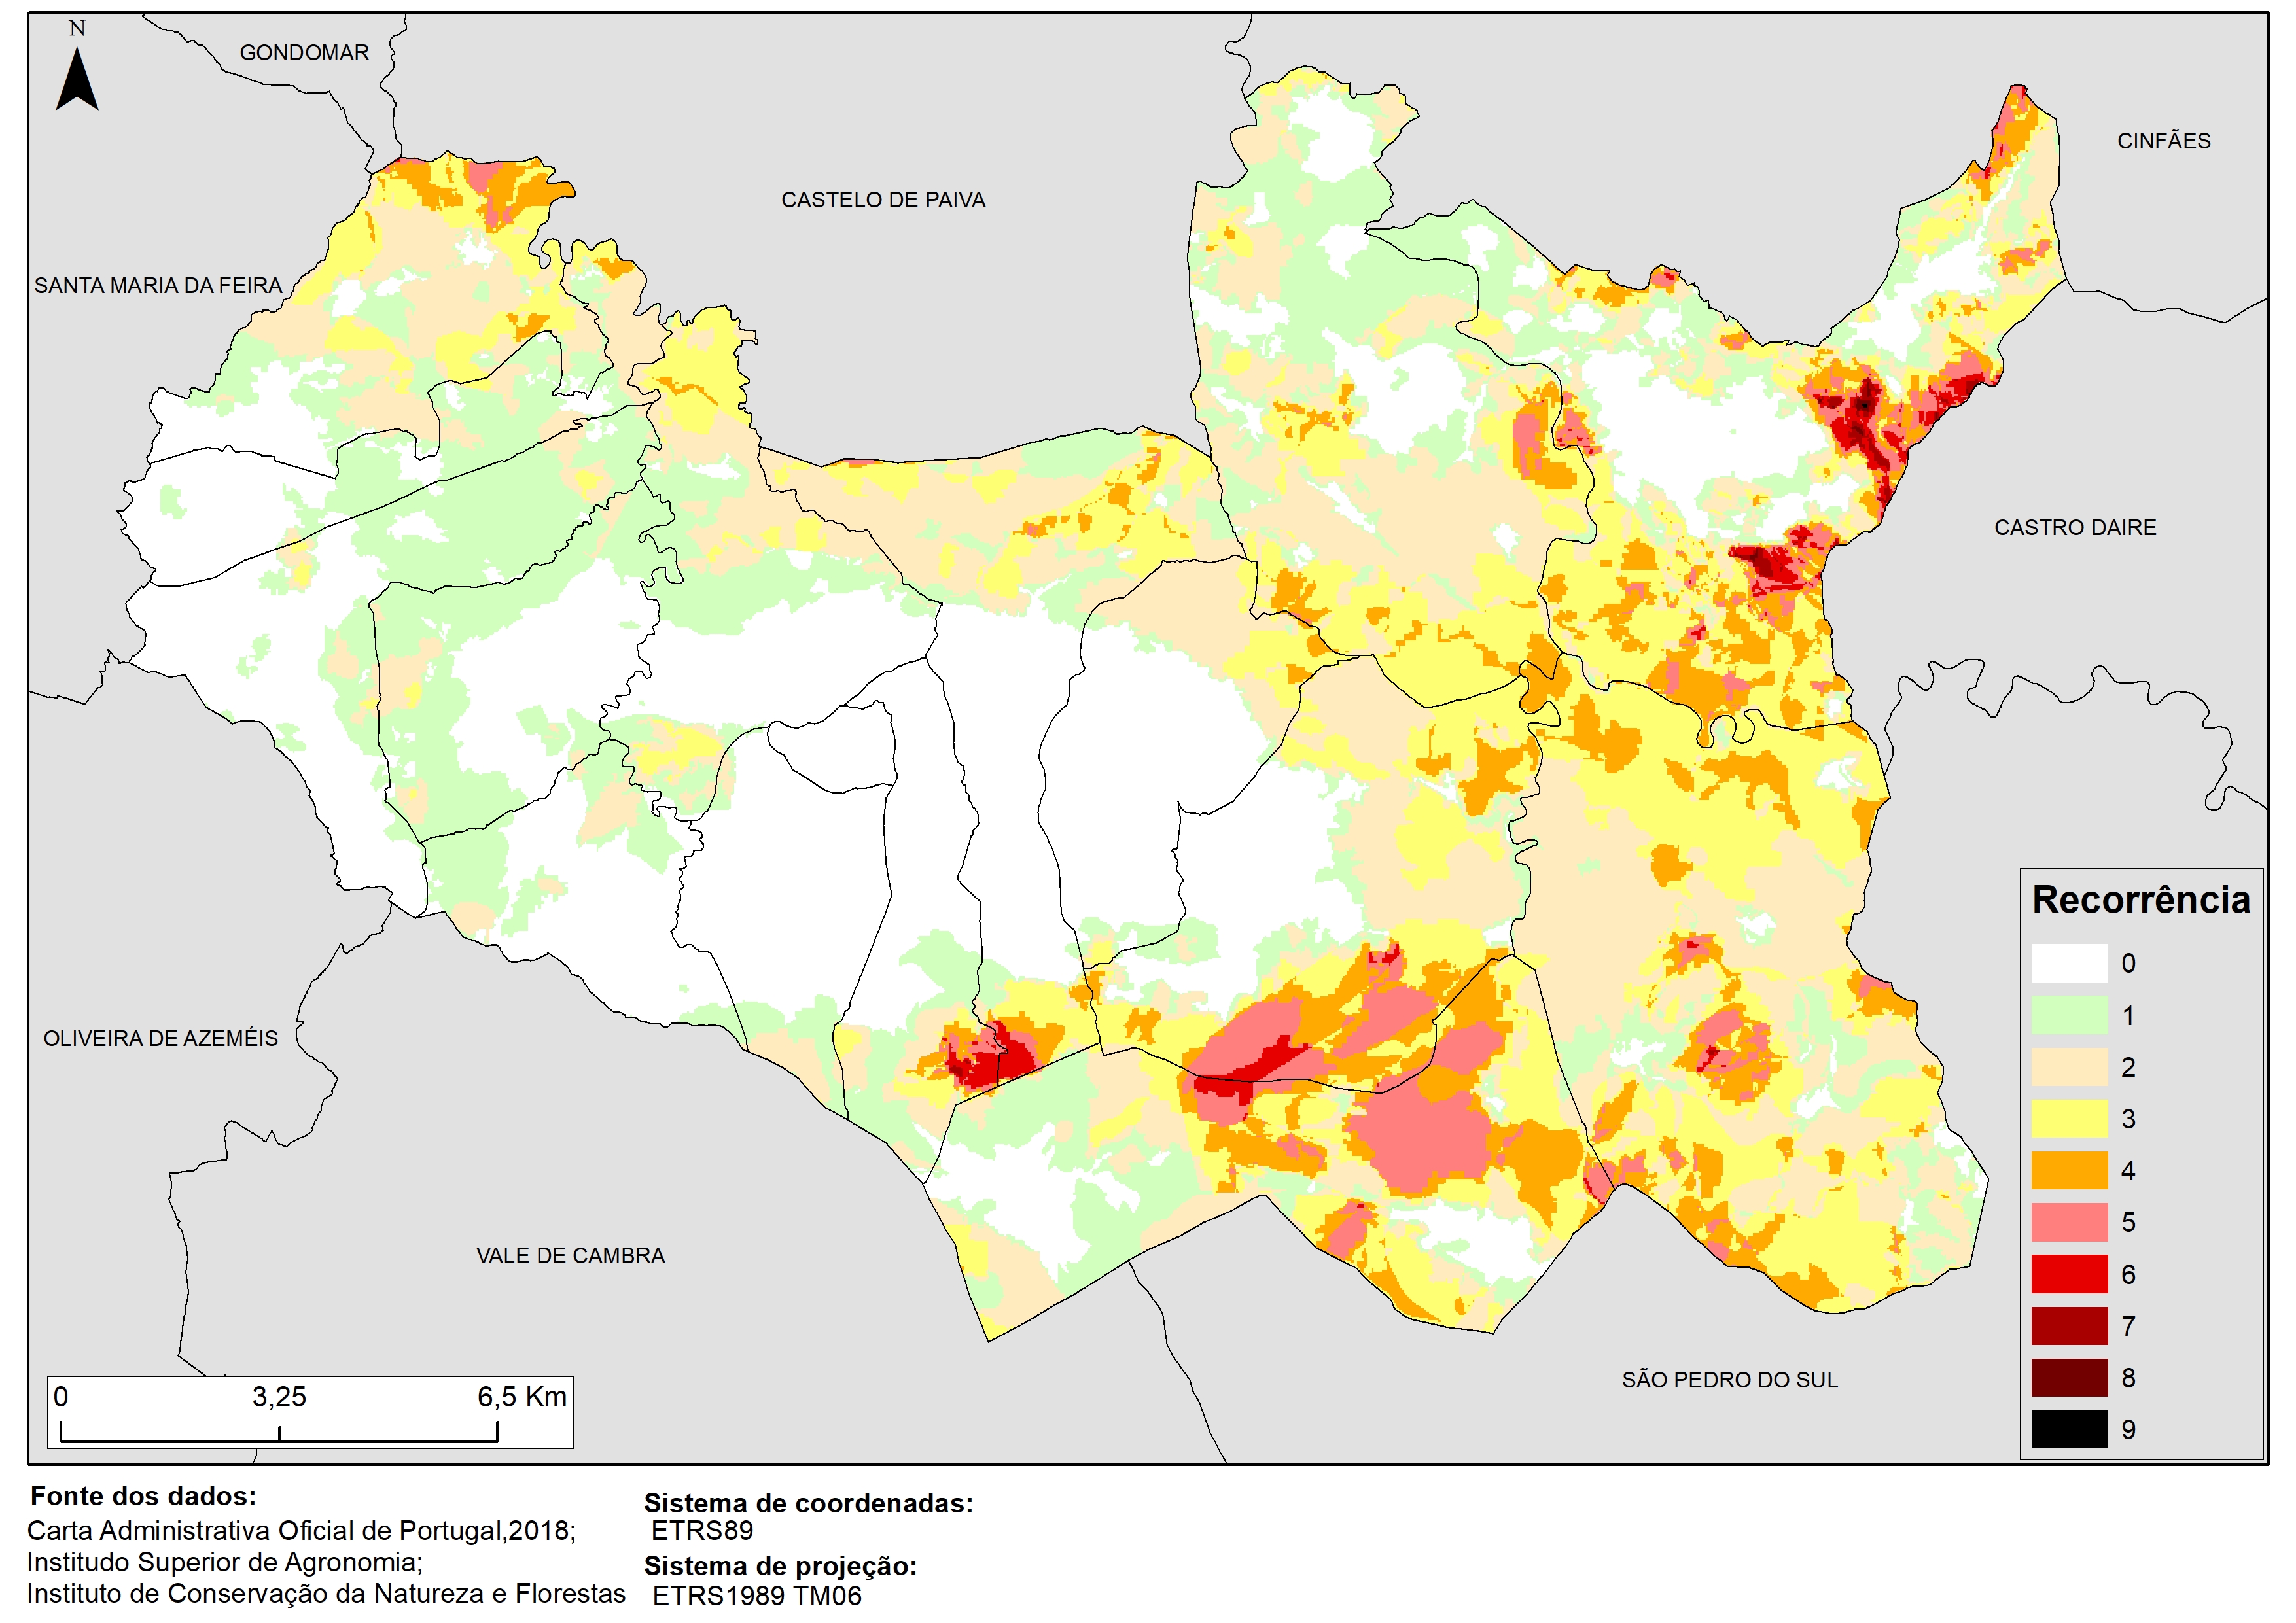 N
GONDOMAR
CINFÃES
CASTELO DE PAIVA
SANTA MARIA DA FEIRA
CASTRO DAIRE
OLIVEIRA DE AZEMÉIS
VALE DE CAMBRA
SÃO PEDRO DO SUL
Recorrência
0
1
2
3
4
5
6
7
8
9
0 3,25 6,5 Km
Fonte dos dados:
Carta Administrativa Oficial de Portugal,2018;
Institudo Superior de Agronomia;
Instituto de Conservação da Natureza e Florestas
Sistema de coordenadas:
ETRS89
Sistema de projeção:
ETRS1989 TM06